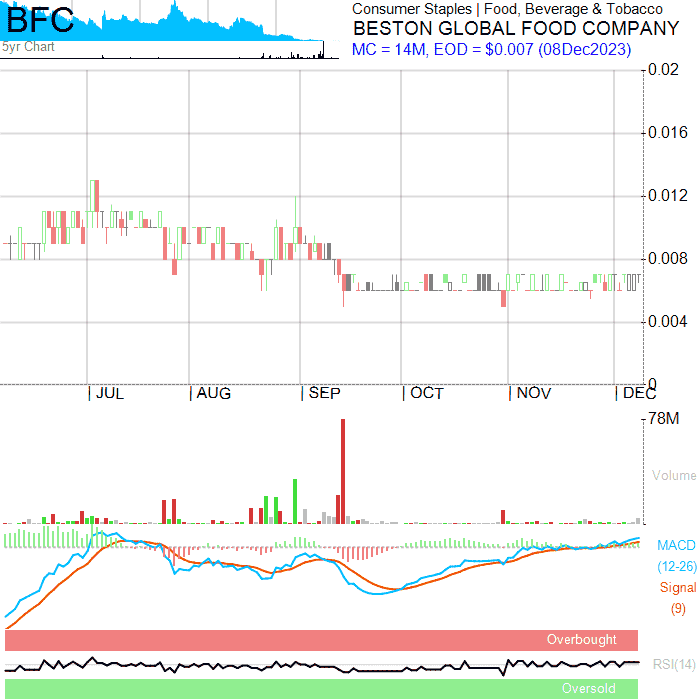 BFC
5yr Chart
Consumer Staples | Food, Beverage & Tobacco
BESTON GLOBAL FOOD COMPANY
MC = 14M, EOD = $0.007 (08Dec2023)
0.02
0.016
0.012
0.008
0.004
0
JUL AUG SEP OCT NOV DEC
78M
Volume
MACD
(12-26)
Signal
(9)
Overbought
RSI(14)
Oversold